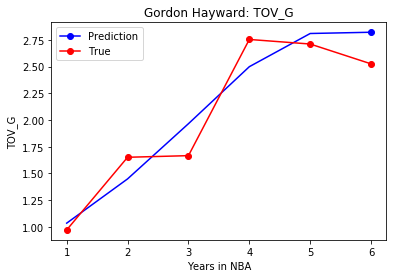 Gordon Hayward: TOV_G
Prediction
True
2.75
2.50
2.25
2.00
1.75
1.50
1.25
1.00
TOV_G
1 2 3 4 5 6
Years in NBA